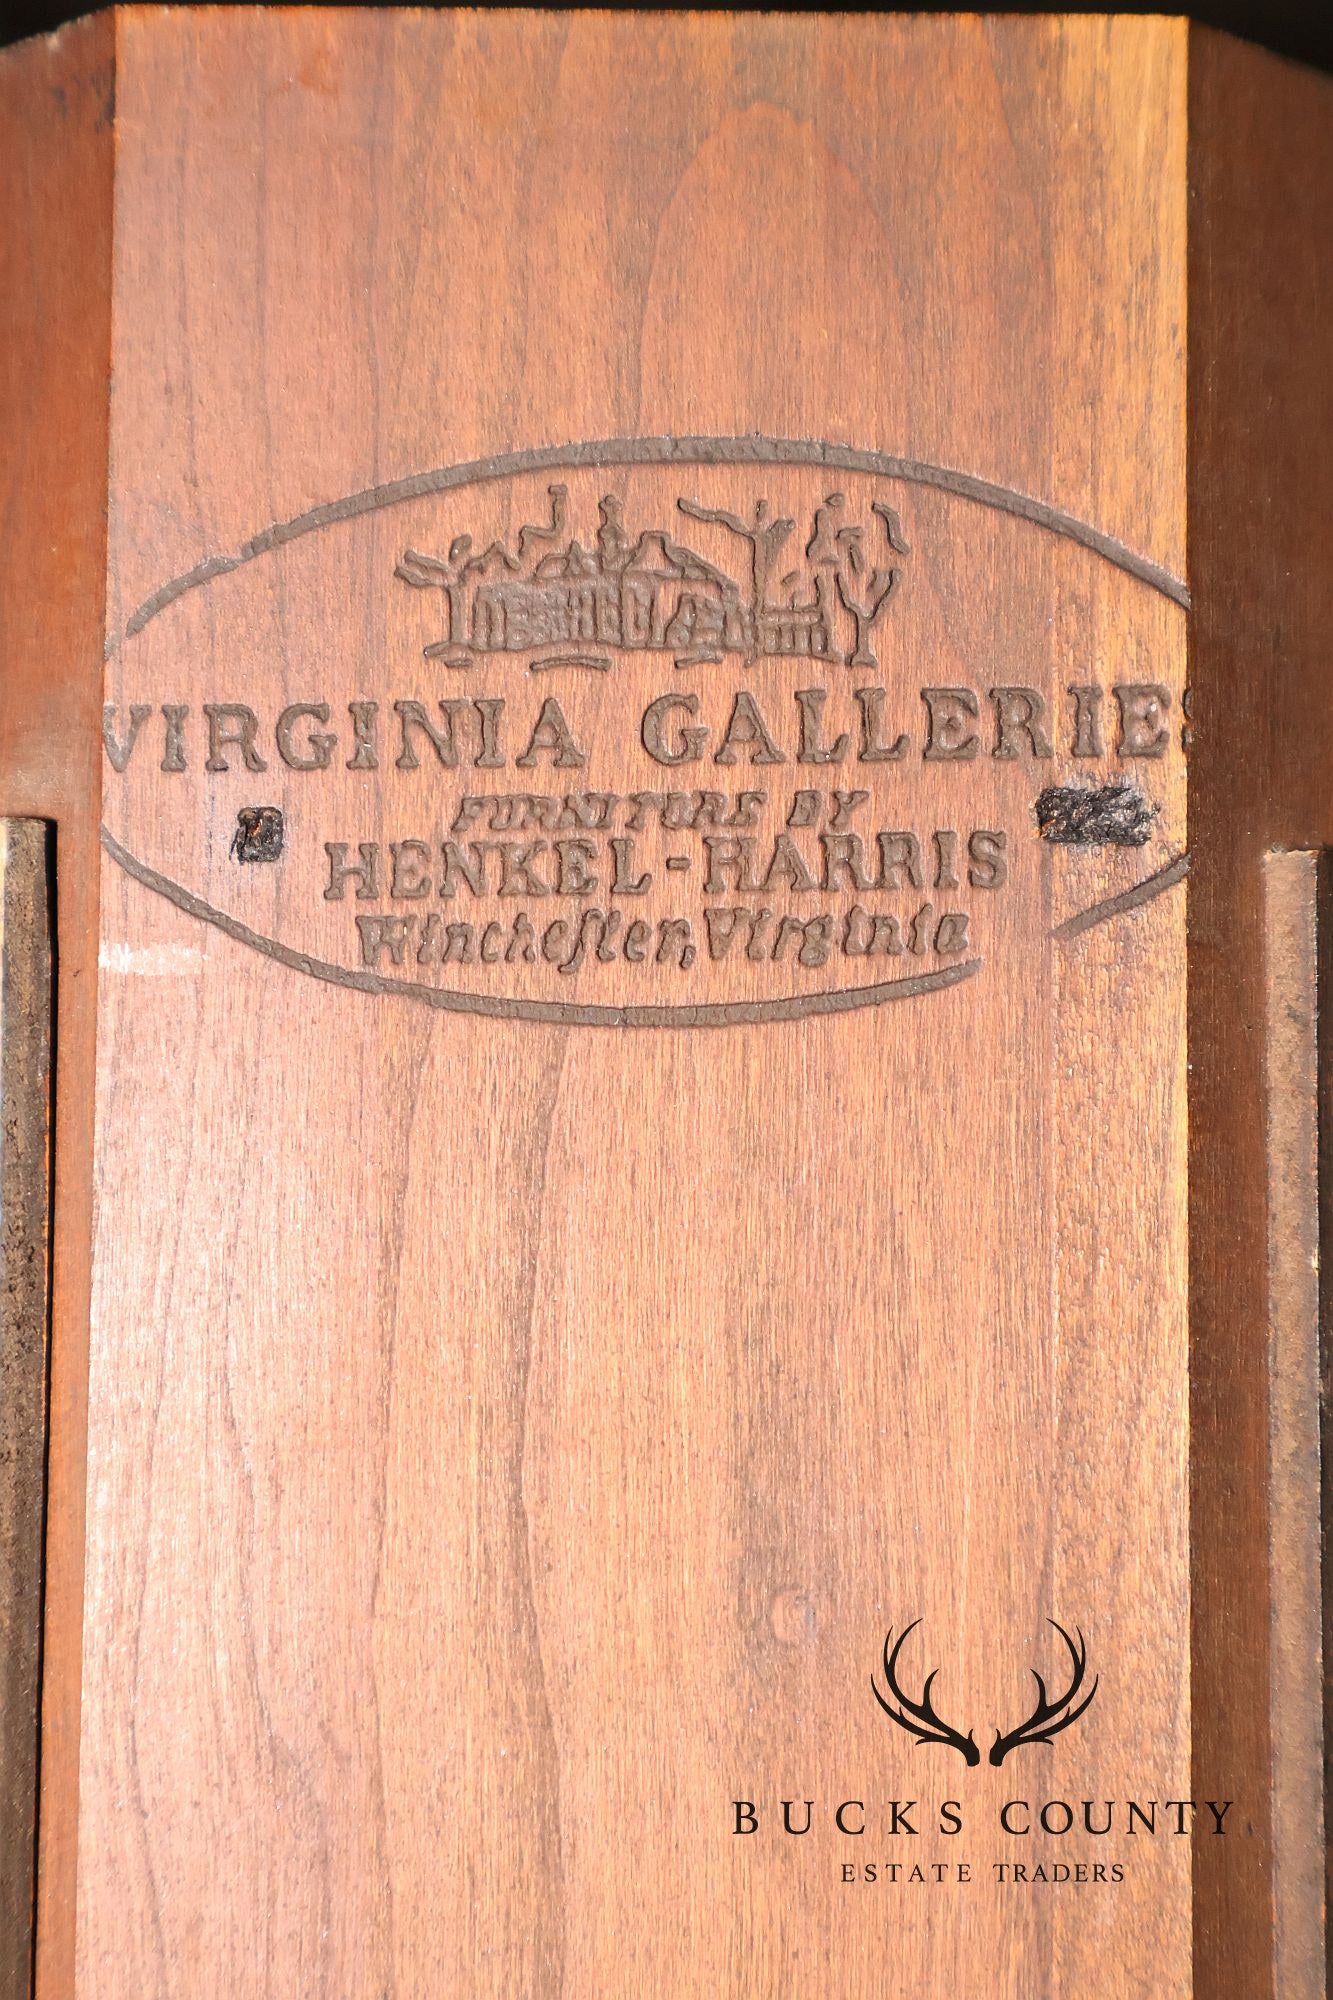 VIRGINIA GALLERIES
FURNITURE BY
HENKEL-HARRIS
Wincheſter, Virginia
BUCKS COUNTY
ESTATE TRADERS